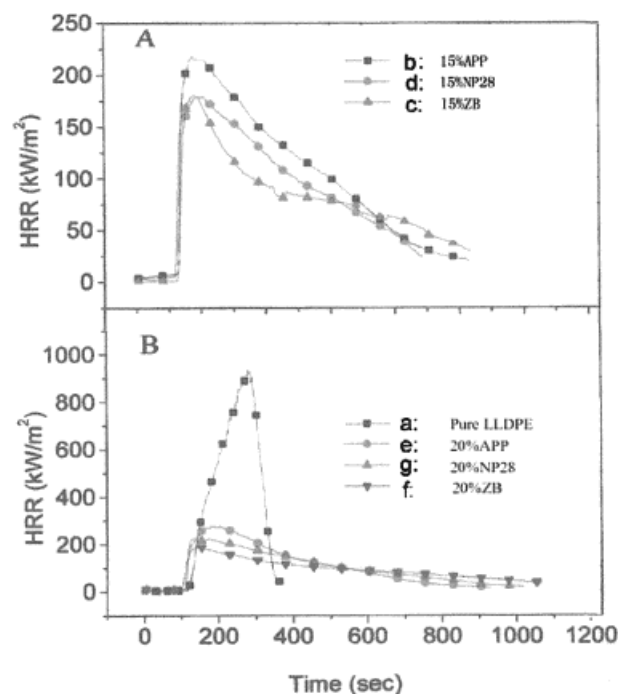 A
250
200
150
100
50
0
HRR (kW/m²)
b: 15%APP
d: 15%NP28
c: 15%ZB
B
1000
800
600
400
200
0
HRR (kW/m²)
a: Pure LLDPE
e: 20%APP
g: 20%NP28
f: 20%ZB
0 200 400 600 800 1000 1200
Time (sec)